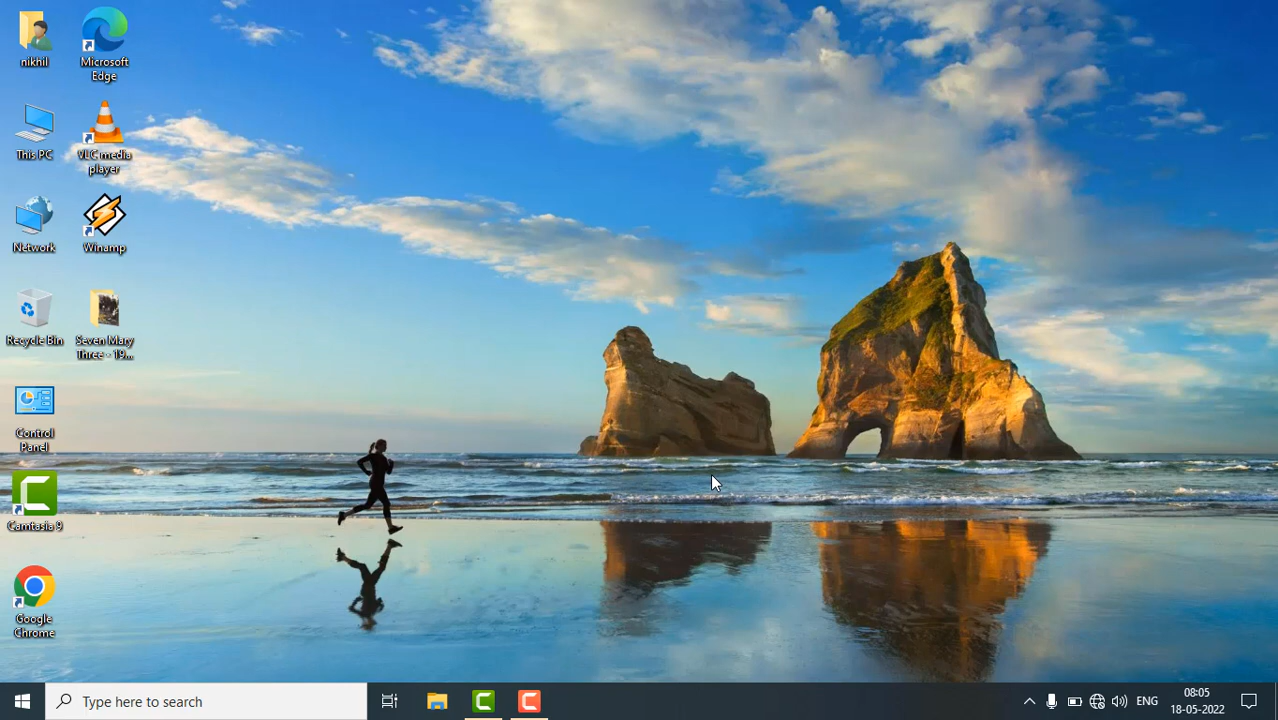 nikhil
Microsoft
Edge
This PC
VLC media
player
Network
Winamp
Recycle Bin
Seven Mary
Three - 19...
Control
Panel
Camtasia 9
Google
Chrome
Type here to search
ENG
08:05
18-05-2022